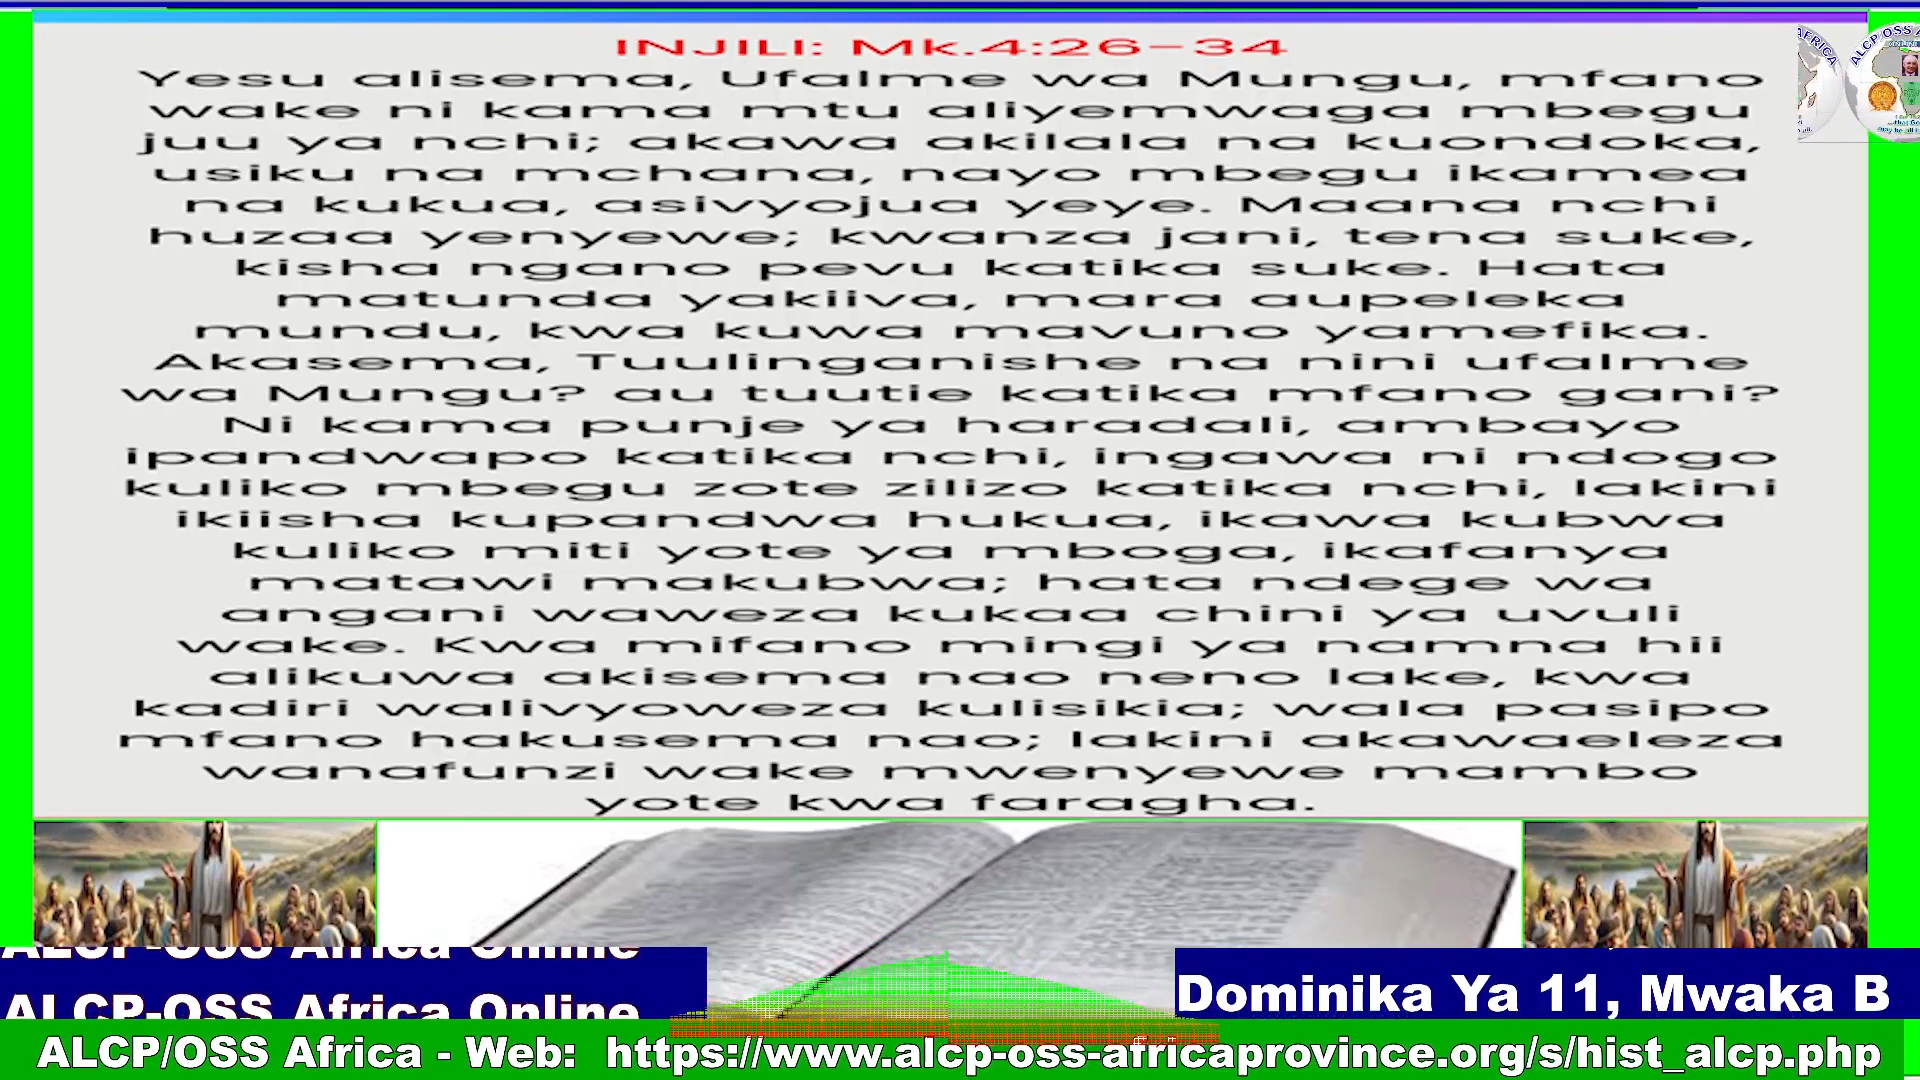 INJILI: Mk.4:26-34
Yesu alisema, Ufalme wa Mungu, mfano
wake ni kama mtu aliyemwaga mbegu
juu ya nchi; akawa akilala na kuondoka,
usiku na mchana, nayo mbegu ikamea
na kukua, asivyojua yeye. Maana nchi
huzaa yenyewe; kwanza jani, tena suke,
kisha ngano pevu katika suke. Hata
matunda yakiiva, mara aupeleka
mundu, kwa kuwa mavuno yamefika.
Akasema, Tuulinganishe na nini ufalme
wa Mungu? au tuutie katika mfano gani?
Ni kama punje ya haradali, ambayo
ipandwapo katika nchi, ingawa ni ndogo
kuliko mbegu zote zilizo katika nchi, lakini
ikiisha kupandwa hukua, ikawa kubwa
kuliko miti yote ya mboga, ikafanya
matawi makubwa; hata ndege wa
angani waweza kukaa chini ya uvuli
wake. Kwa mifano mingi ya namna hii
alikuwa akisema nao neno lake, kwa
kadiri walivyoweza kulisikia; wala pasipo
mfano hakusema nao; lakini akawaeleza
wanafunzi wake mwenyewe mambo
yote kwa faragha.
ALCP-OSS Africa Online
ALCP-OSS Africa Online
Dominika Ya 11, Mwaka B
ALCP/OSS Africa - Web: https://www.alcp-oss-africaprovince.org/s/hist_alcp.php